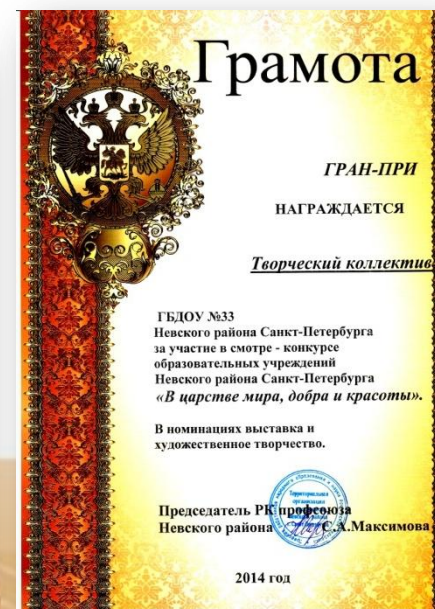 Грамота
ГРАН-ПРИ
НАГРАЖДАЕТСЯ
Творческий коллектив
ГБДОУ №33
Невского района Санкт-Петербурга
за участие в смотре - конкурсе
образовательных учреждений
Невского района Санкт-Петербурга
«В царстве мира, добра и красоты».
В номинациях выставка и
художественное творчество.
Председатель РК профсоюза
Невского района С.А.Максимова
2014 год